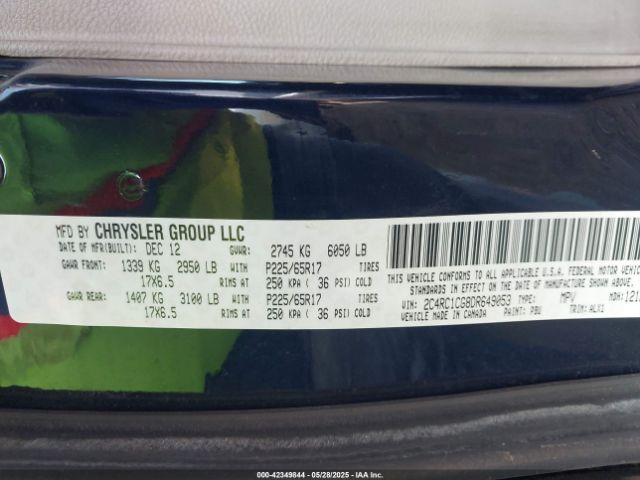 MFD BY CHRYSLER GROUP LLC
DATE OF MFR(BUILT): DEC 12 GVWR: 2745 KG 6050 LB
GAWR FRONT: 1339 KG 2950 LB WITH P225/65R17 TIRES
17X6.5 RIMS AT 250 KPA ( 36 PSI) COLD
GAWR REAR: 1407 KG 3100 LB WITH P225/65R17 TIRES
17X6.5 RIMS AT 250 KPA ( 36 PSI) COLD
THIS VEHICLE CONFORMS TO ALL APPLICABLE U.S.A. FEDERAL MOTOR
STANDARDS IN EFFECT ON THE DATE OF MANUFACTURE SHOWN
VIN: 2C4RC1CG8DR649053 TYPE: MPV MDH:
VEHICLE MADE IN CANADA PAINT: PBU TRIM:
000-42349844 05/28/2025 IAAI.COM